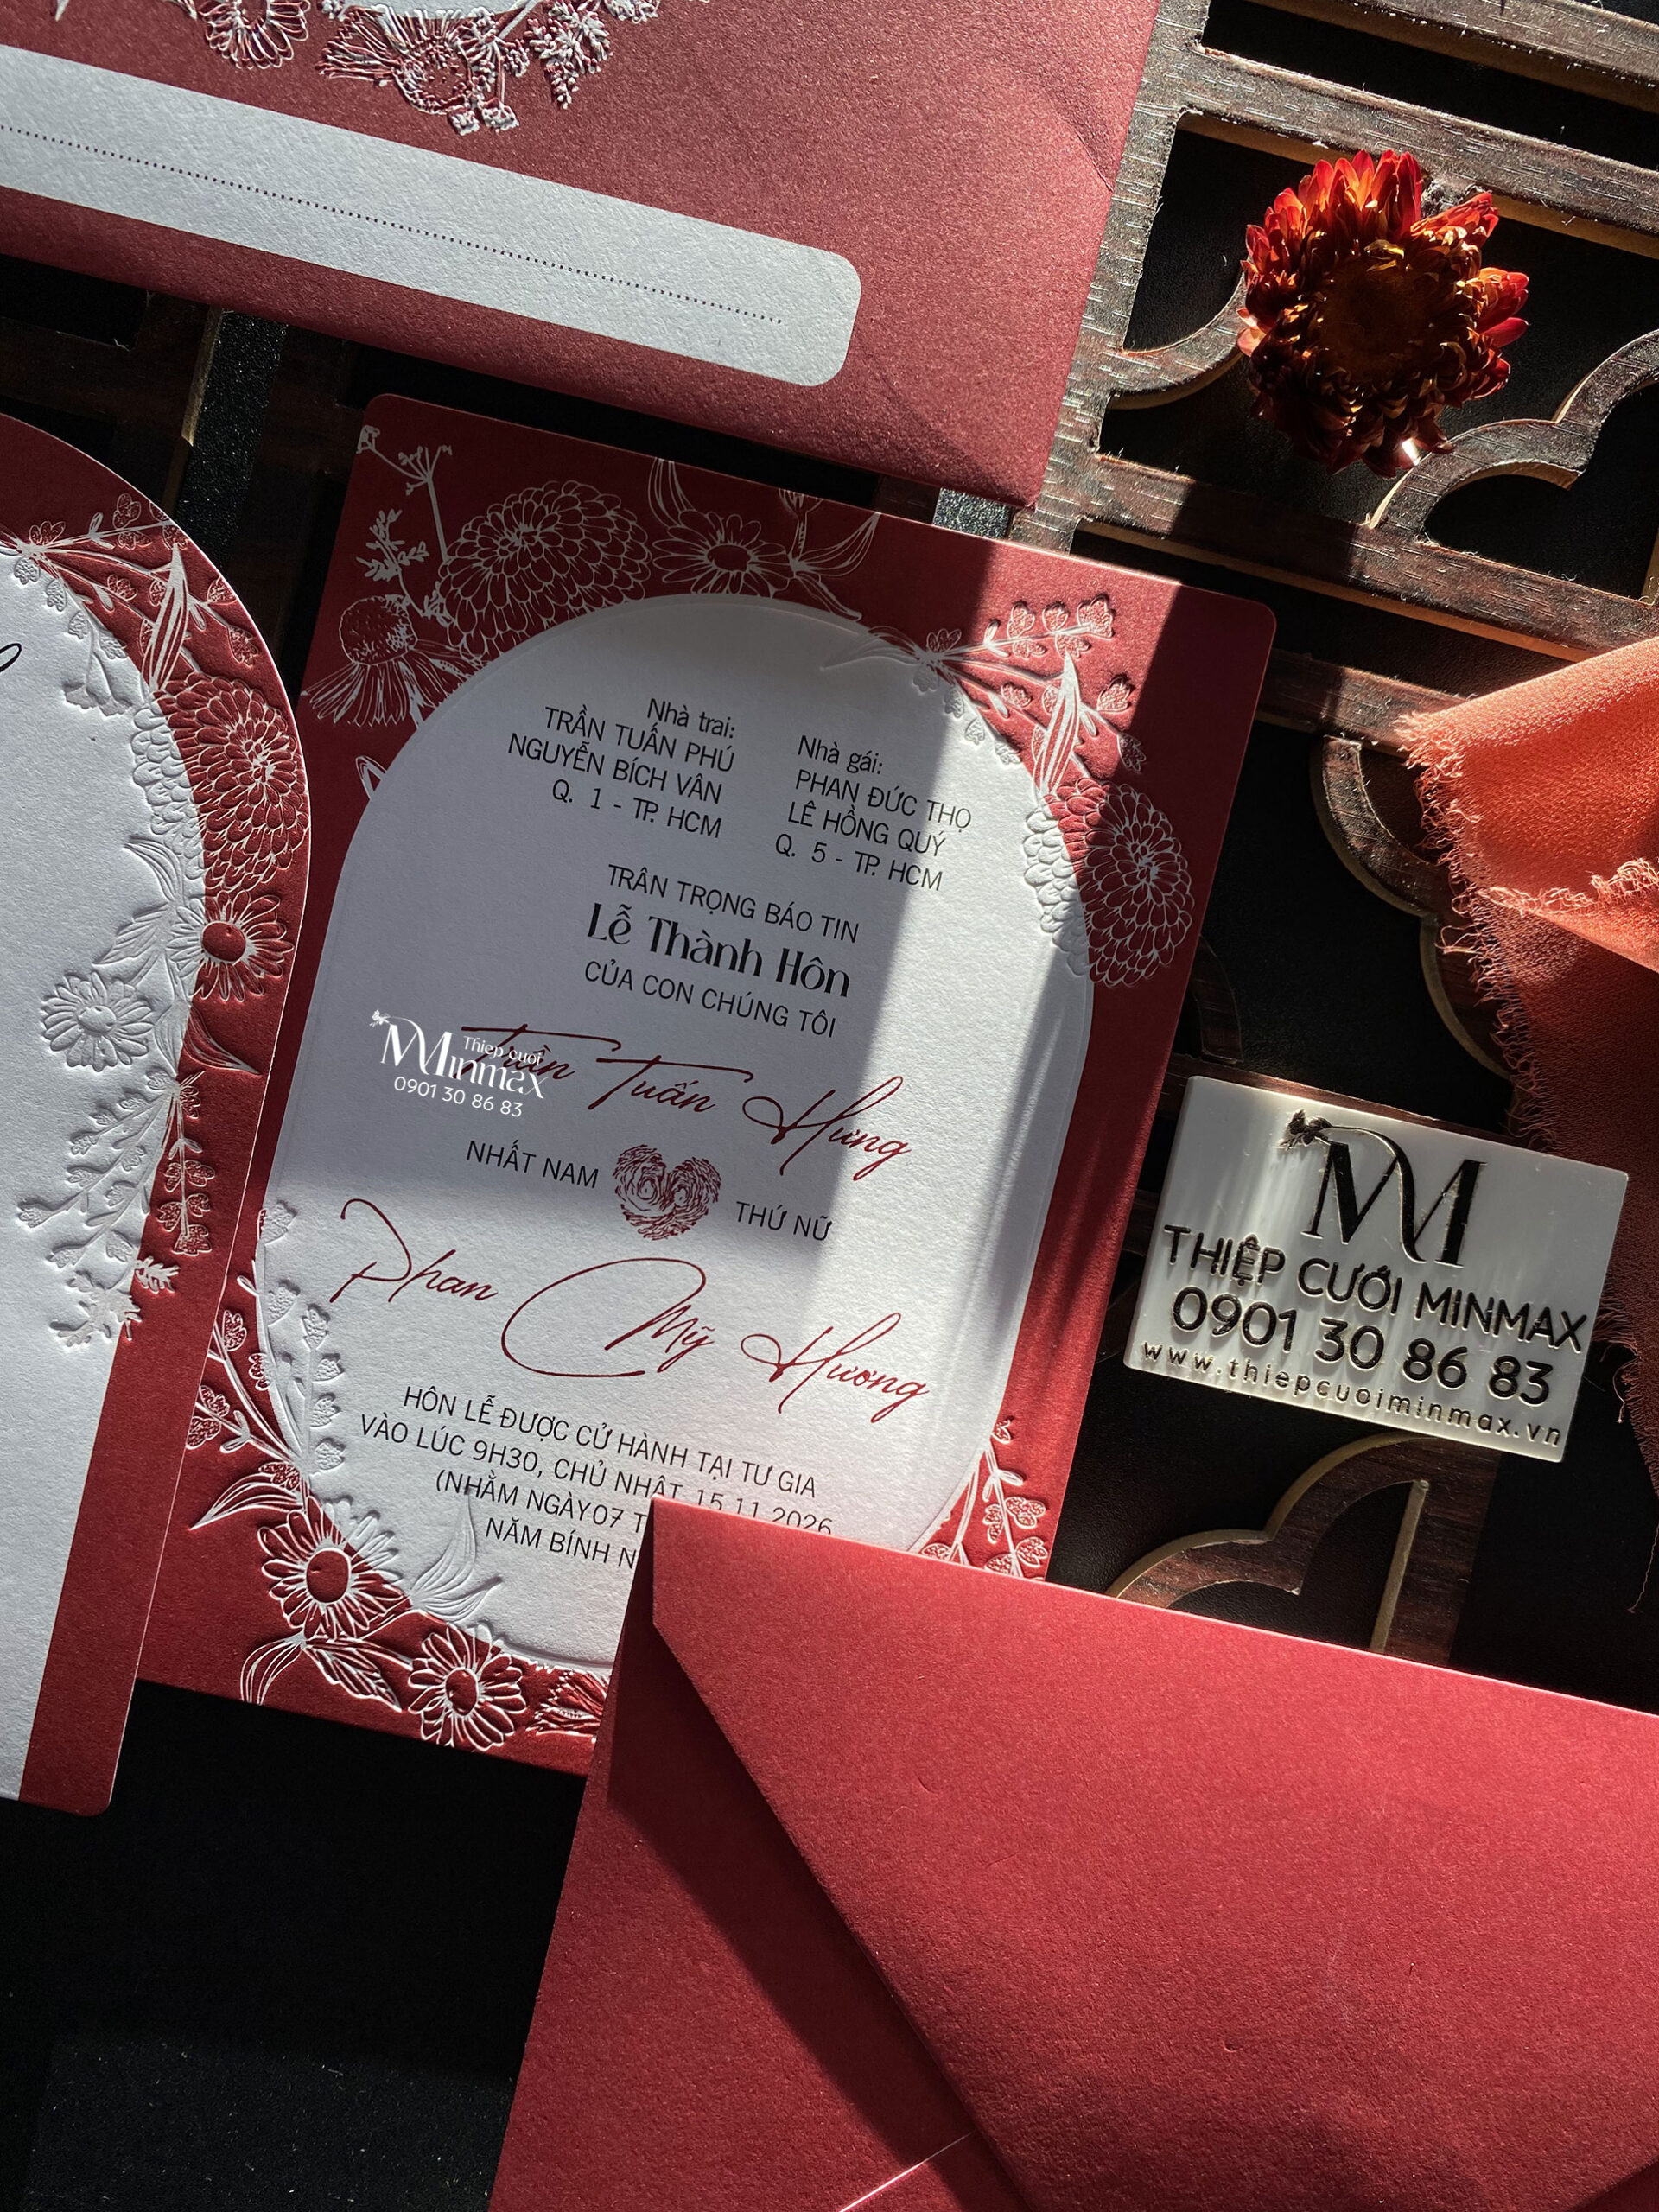 Nhà trai:
TRẦN TUẤN PHÚ
NGUYỄN BÍCH VÂN
Q. 1 - TP. HCM
Nhà gái:
PHAN ĐỨC THỌ
LÊ HỒNG QUÝ
Q. 5 - TP. HCM
TRÂN TRỌNG BÁO TIN
Lễ Thành Hôn
CỦA CON CHÚNG TÔI
Trần Tuấn Hưng
NHẤT NAM
THỨ NỮ
Phan Mỹ Hương
HÔN LỄ ĐƯỢC CỬ HÀNH TẠI TƯ GIA
VÀO LÚC 9H30, CHỦ NHẬT 15.11.2026
(NHẰM NGÀY 07
NĂM BÍNH
Thiệp cưới
Minmax
0901 30 86 83
THIỆP CƯỚI MINMAX
0901 30 86 83
www.thiepcuoiminmax.vn